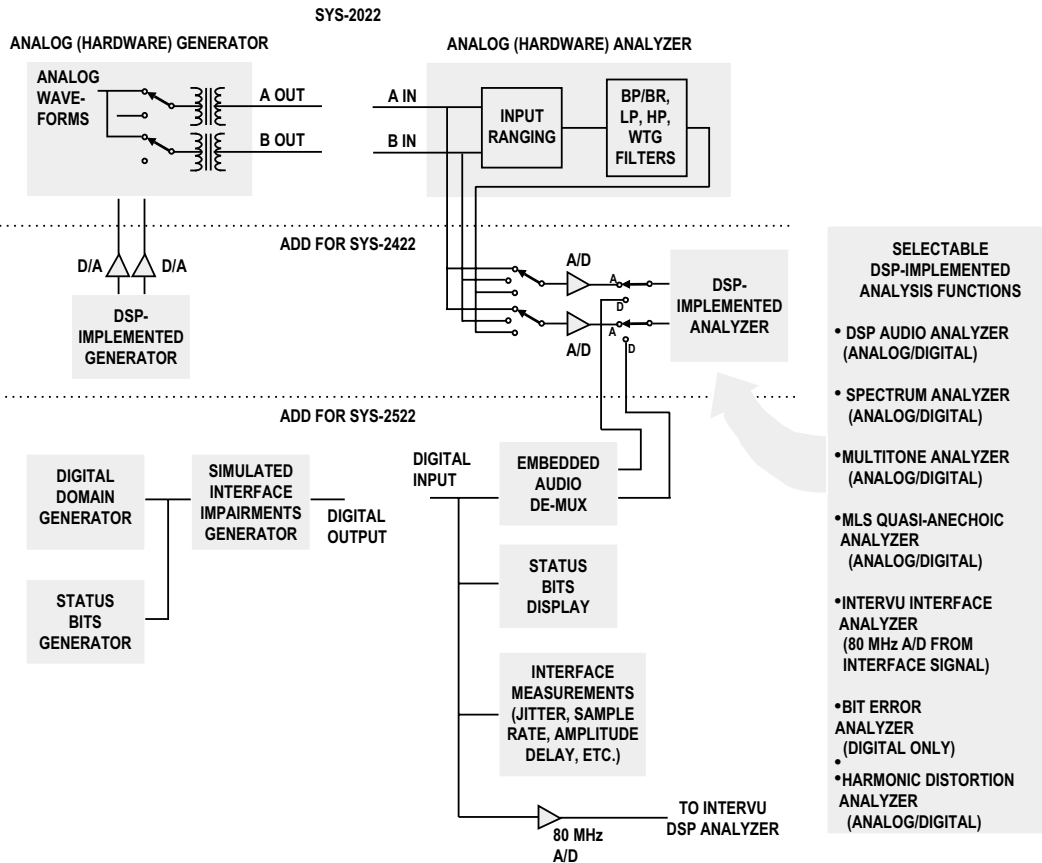 SYS-2022
ANALOG (HARDWARE) GENERATOR
ANALOG (HARDWARE) ANALYZER
ANALOG
WAVE-
FORMS
A OUT
B OUT
A IN
B IN
INPUT
RANGING
BP/BR,
LP, HP,
WTG
FILTERS
ADD FOR SYS-2422
D/A
D/A
DSP-
IMPLEMENTED
GENERATOR
A/D
A
D
A/D
A
D
DSP-
IMPLEMENTED
ANALYZER
ADD FOR SYS-2522
DIGITAL
DOMAIN
GENERATOR
SIMULATED
INTERFACE
IMPAIRMENTS
GENERATOR
DIGITAL
OUTPUT
STATUS
BITS
GENERATOR
DIGITAL
INPUT
EMBEDDED
AUDIO
DE-MUX
STATUS
BITS
DISPLAY
INTERFACE
MEASUREMENTS
(JITTER, SAMPLE
RATE, AMPLITUDE
DELAY, ETC.)
80 MHz
A/D
TO INTERVU
DSP ANALYZER
SELECTABLE
DSP-IMPLEMENTED
ANALYSIS FUNCTIONS
• DSP AUDIO ANALYZER
(ANALOG/DIGITAL)
• SPECTRUM ANALYZER
(ANALOG/DIGITAL)
•MULTITONE ANALYZER
(ANALOG/DIGITAL)
•MLS QUASI-ANECHOIC
ANALYZER
(ANALOG/DIGITAL)
•INTERVU INTERFACE
ANALYZER
(80 MHz A/D FROM
INTERFACE SIGNAL)
•BIT ERROR
ANALYZER
(DIGITAL ONLY)
•
•HARMONIC DISTORTION
ANALYZER
(ANALOG/DIGITAL)